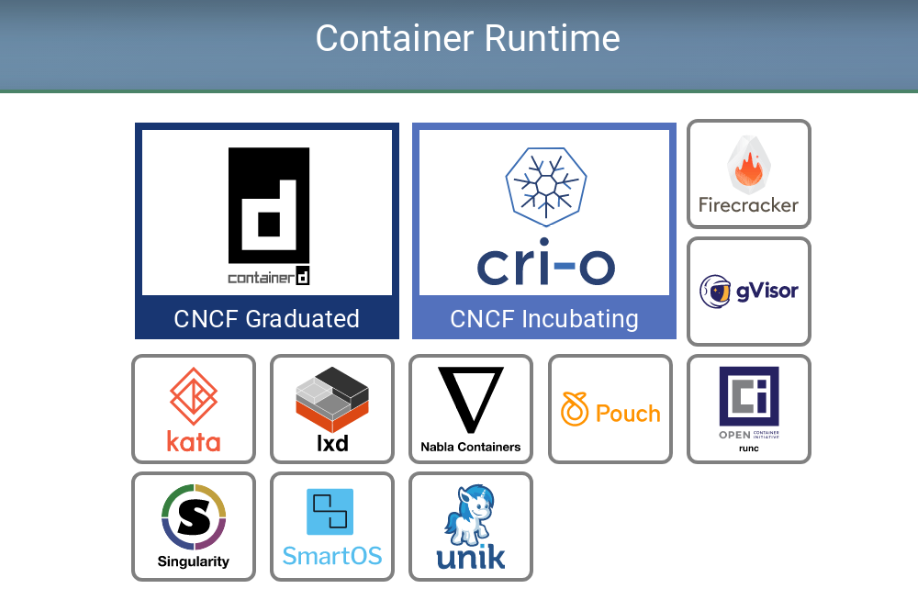 Container Runtime
d
containerd
CNCF Graduated
cri-o
CNCF Incubating
Firecracker
gVisor
kata
lxd
Nabla Containers
Pouch
Ci
OPEN CONTAINER INITIATIVE
runc
S
Singularity
SmartOS
unik